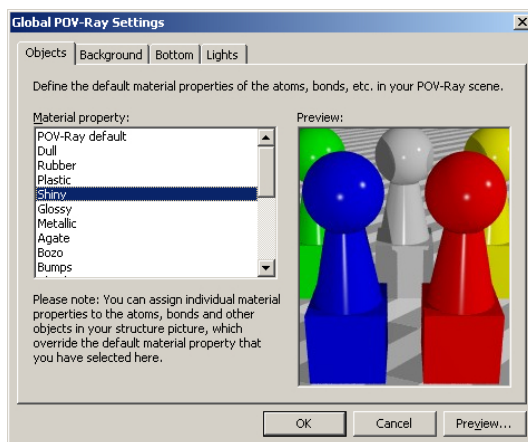 Global POV-Ray Settings
Objects Background Bottom Lights
Define the default material properties of the atoms, bonds, etc. in your POV-Ray scene.
Material property:
Preview:
POV-Ray default
Dull
Rubber
Plastic
Shiny
Glossy
Metallic
Agate
Bozo
Bumps
Please note: You can assign individual material
properties to the atoms, bonds and other
objects in your structure picture, which
override the default material property that
you have selected here.
OK Cancel Preview...